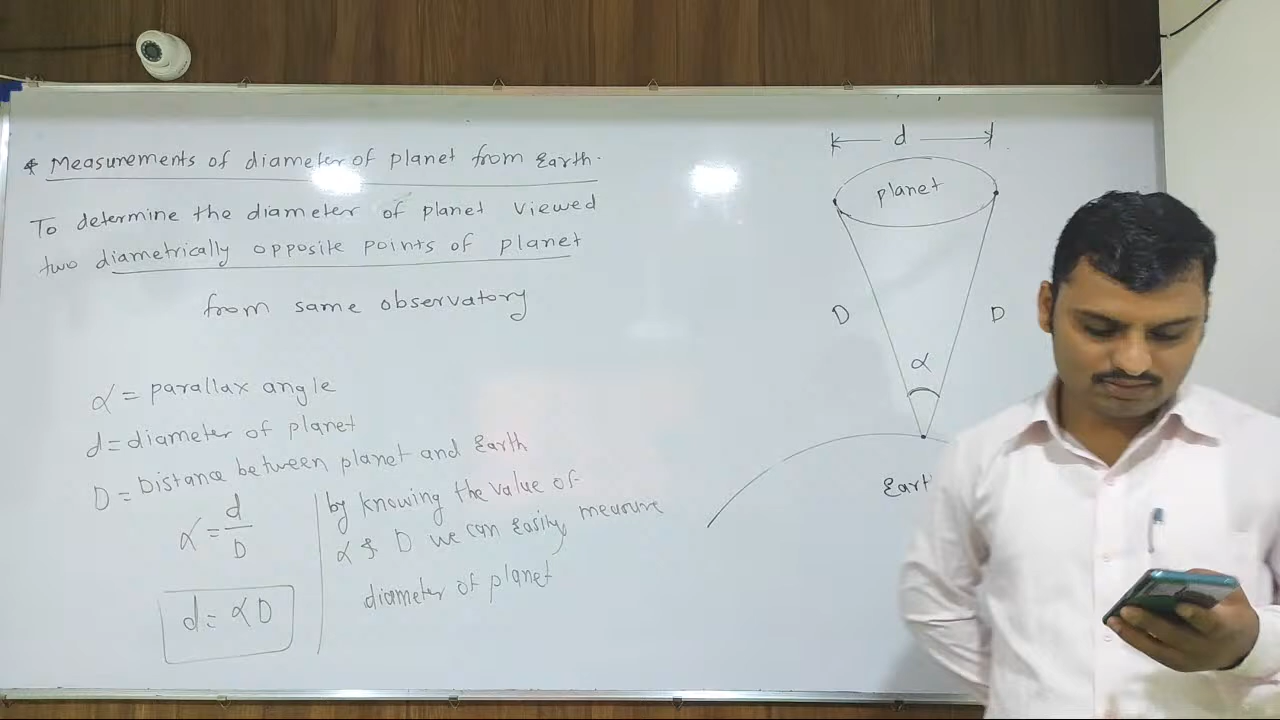 * Measurements of diameter of planet from Earth.
To determine the diameter of planet viewed
two diametrically opposite points of planet
from same observatory
α = parallax angle
d = diameter of planet
D = Distance between planet and Earth
α = d/D
d = αD
by knowing the value of
α & D we can easily measure
diameter of planet
d
planet
D
D
α
Eart